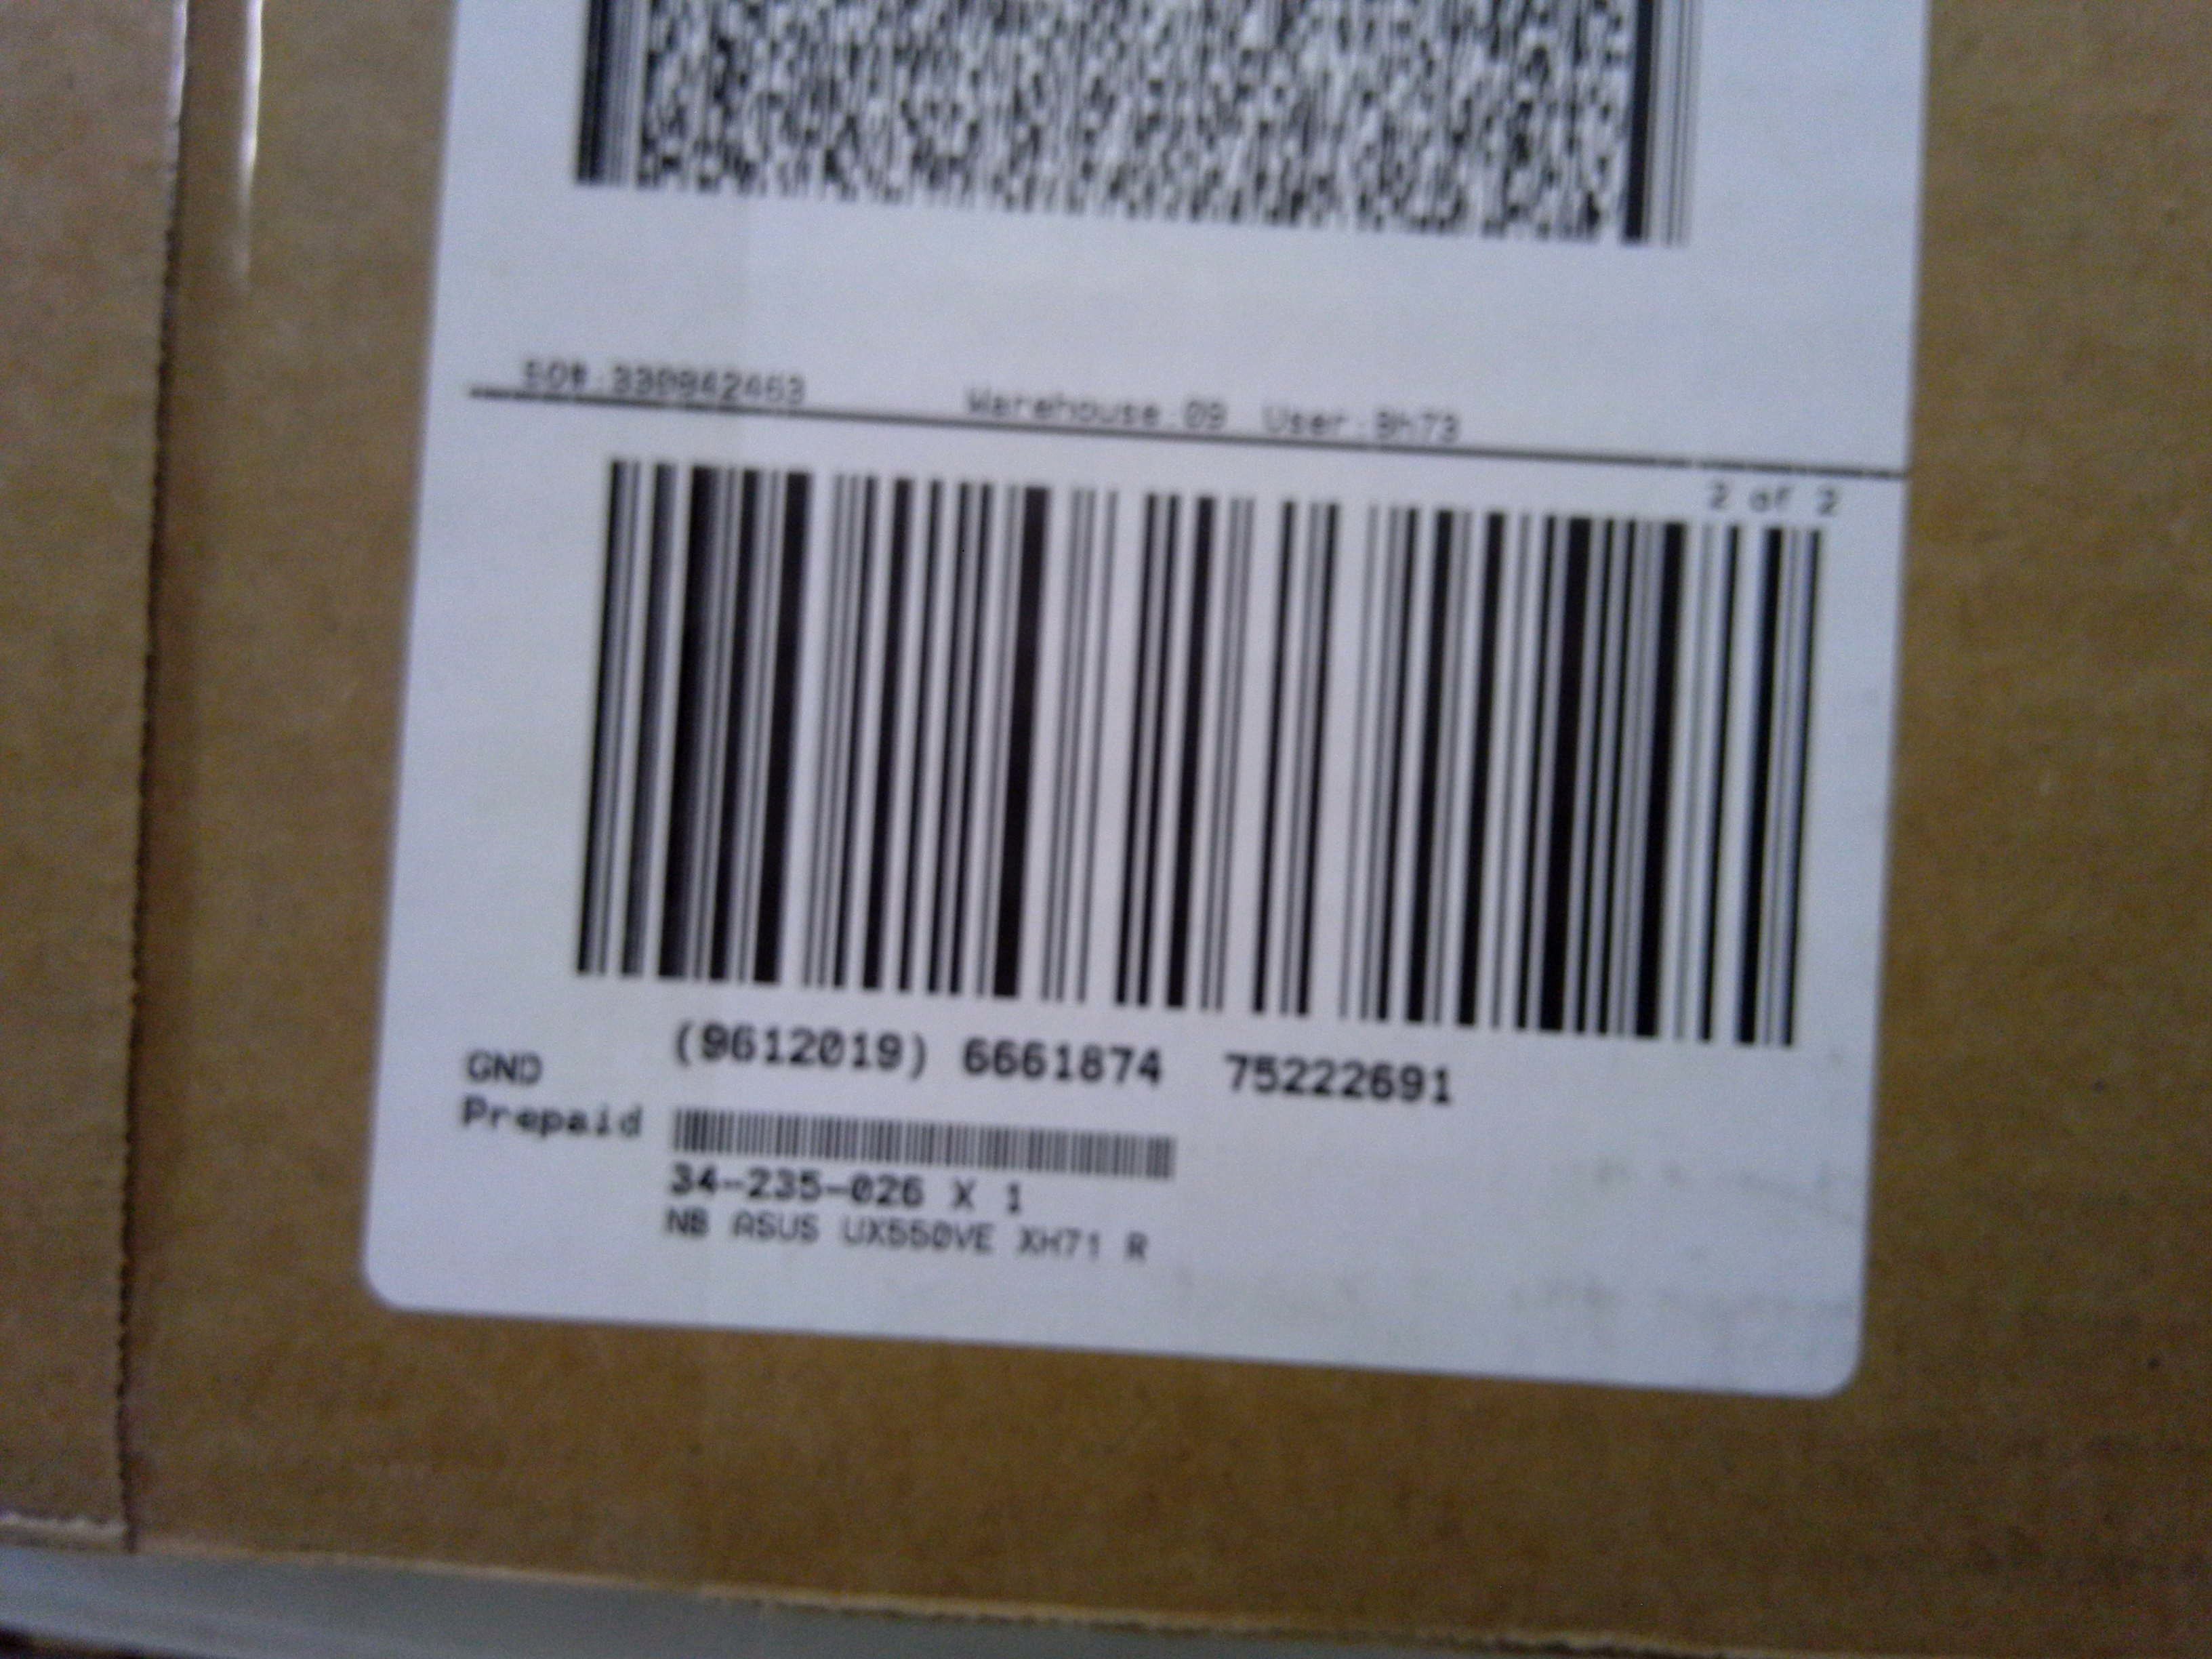 SO#:330842463 Warehouse:09 User:Bh73
2 of 2
(9612019) 6661874 75222691
GND
Prepaid
34-235-026 X 1
NB ASUS UX550VE XH71 R